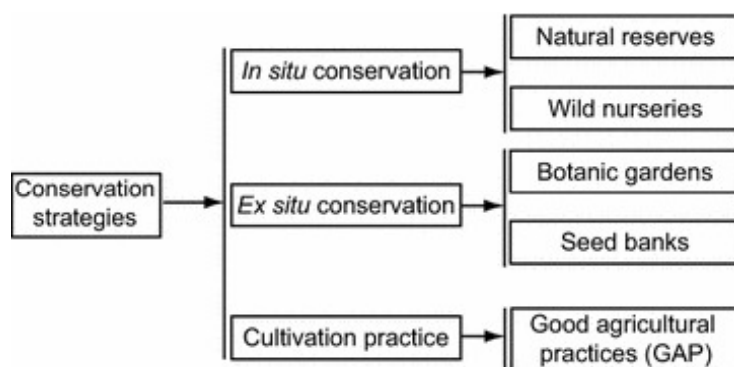 Conservation
strategies
In situ conservation
Natural reserves
Wild nurseries
Ex situ conservation
Botanic gardens
Seed banks
Cultivation practice
Good agricultural
practices (GAP)